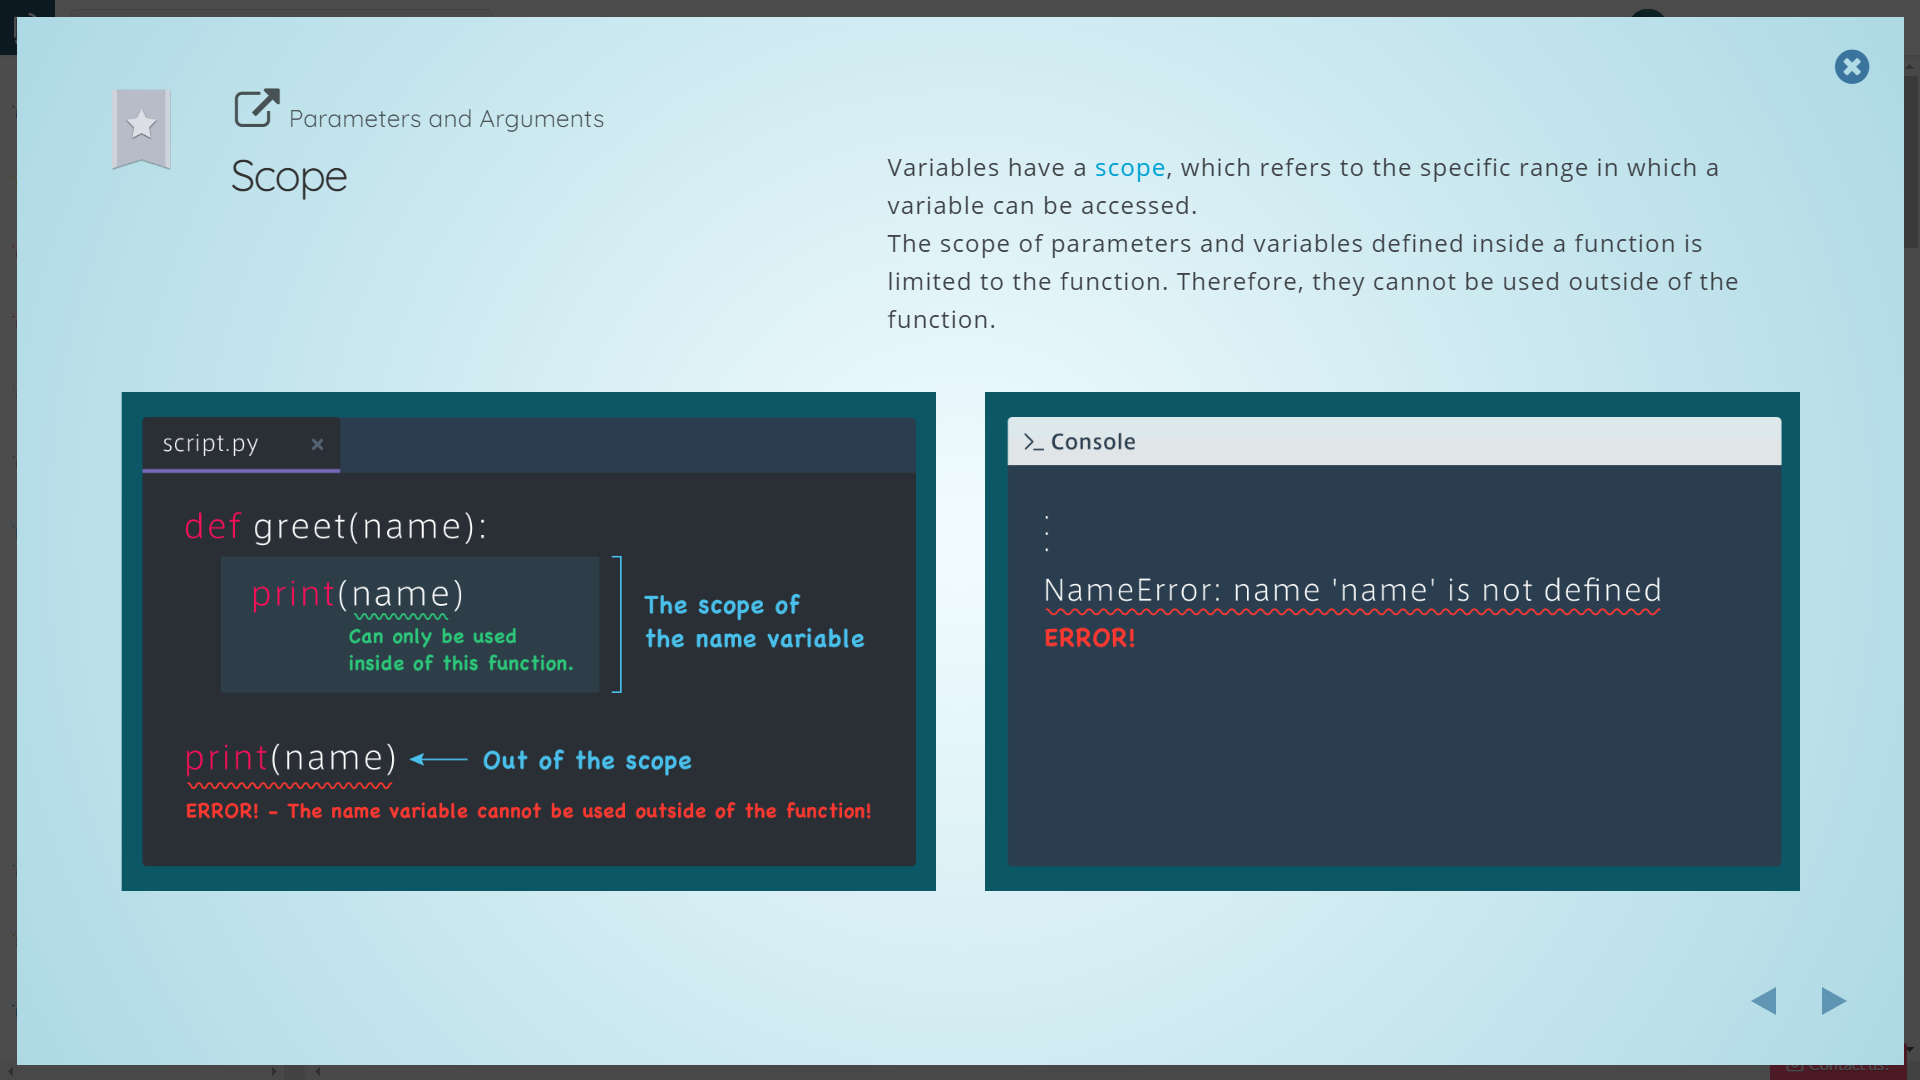 Parameters and Arguments
Scope
Variables have a scope, which refers to the specific range in which a
variable can be accessed.
The scope of parameters and variables defined inside a function is
limited to the function. Therefore, they cannot be used outside of the
function.
script.py ×
def greet(name):
print(name)
Can only be used
inside of this function.
The scope of
the name variable
print(name)
Out of the scope
ERROR! - The name variable cannot be used outside of the function!
>_ Console
.
.
.
NameError: name 'name' is not defined
ERROR!
Contact us!